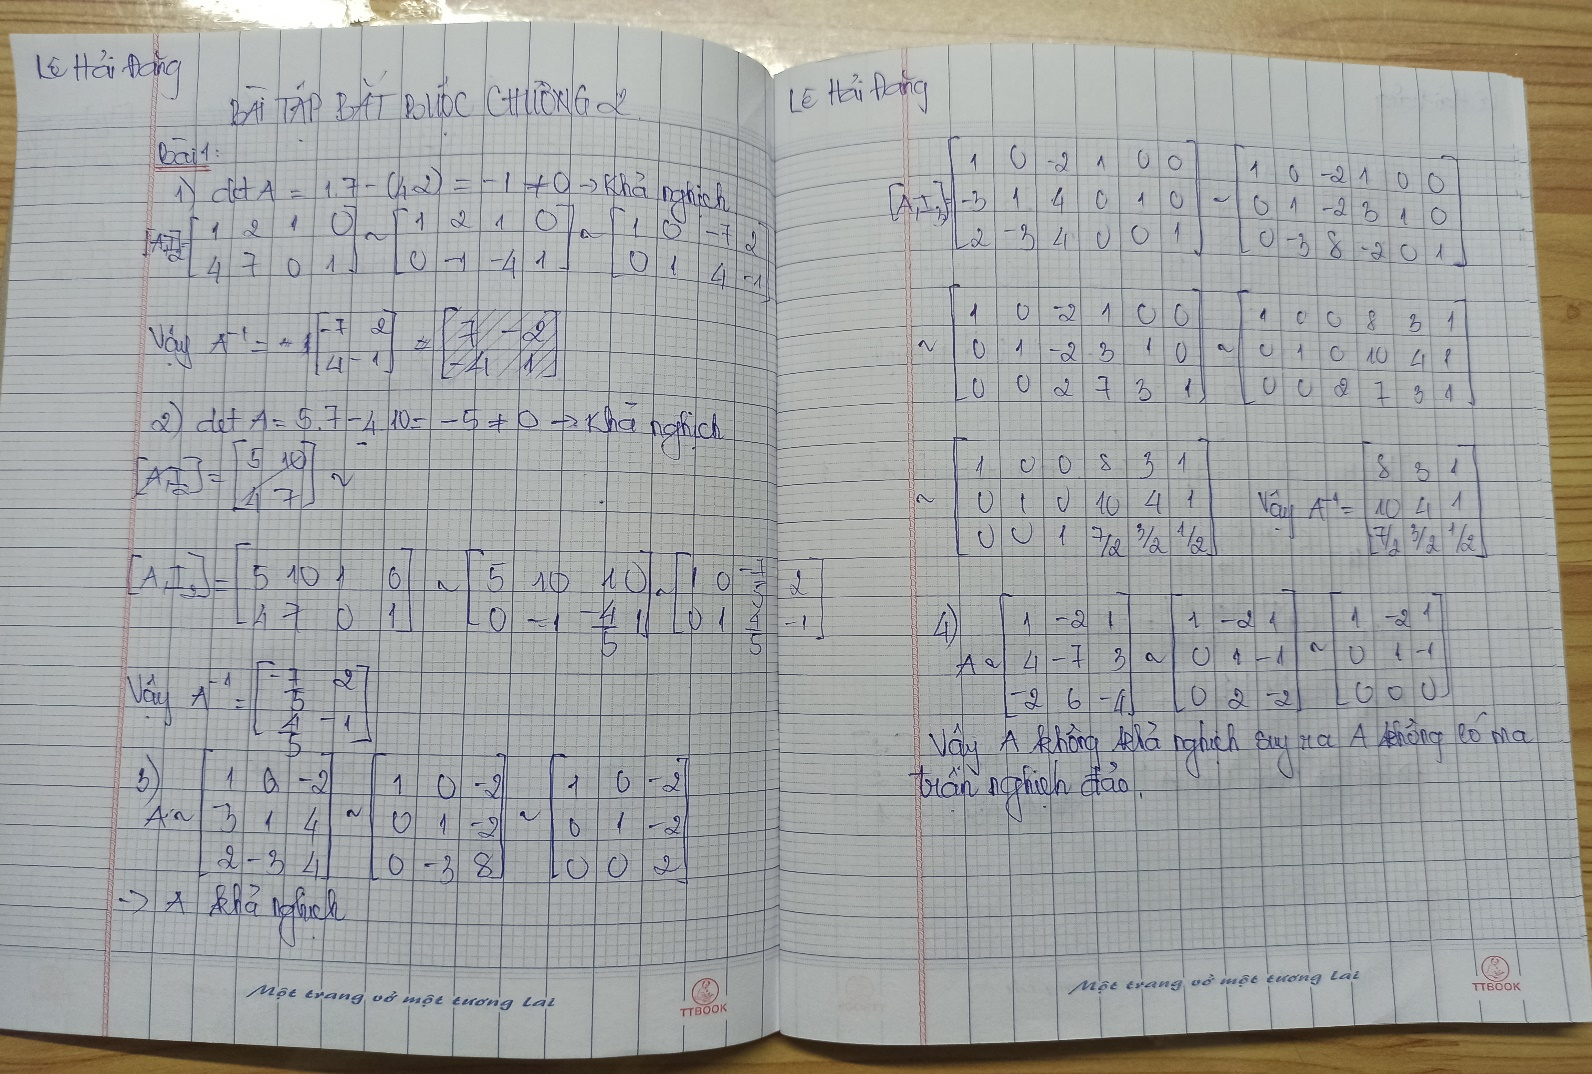 Lê Hải Đăng
BÀI TẬP BẮT BUỘC CHƯƠNG 2
Bài 1:
1) det A = 1.7 - (4.2) = -1 ≠ 0 → Khả nghịch
[A,I2]= [1 2 1 0 ~ [1 2 1 0 ~ [1 0 -7 2
4 7 0 1] 0 -1 -4 1] 0 1 4 -1]
Vậy A⁻¹ = [-7 2
4 -1]
2) det A = 5.7 - 4.10 = -5 ≠ 0 → Khả nghịch
[A,I2] = [5 10 ~
4 7]
[A,I2] = [5 10 1 0 ~ [5 10 1 0 ~ [1 0 -7/5 2
4 7 0 1] 0 -1 -4/5 1] 0 1 4/5 -1]
Vậy A⁻¹ = [-7/5 2
4/5 -1]
3) [1 0 -2 [1 0 -2 [1 0 -2
A ~ 3 1 4 ~ 0 1 -2 ~ 0 1 -2
2 -3 4] 0 -3 8] 0 0 2]
→ A khả nghịch
Một trang vở một tương lai
TTBOOK
Lê Hải Đăng
[1 0 -2 1 0 0 [1 0 -2 1 0 0
[A,I3]= -3 1 4 0 1 0 ~ 0 1 -2 3 1 0
2 -3 4 0 0 1] 0 -3 8 -2 0 1]
[1 0 -2 1 0 0 [1 0 0 8 3 1
~ 0 1 -2 3 1 0 ~ 0 1 0 10 4 1
0 0 2 7 3 1] 0 0 2 7 3 1]
[1 0 0 8 3 1 [8 3 1
~ 0 1 0 10 4 1 Vậy A⁻¹ = 10 4 1
0 0 1 7/2 3/2 1/2] 7/2 3/2 1/2]
4) [1 -2 1 [1 -2 1 [1 -2 1
A ~ 4 -7 3 ~ 0 1 -1 ~ 0 1 -1
-2 6 -4] 0 2 -2] 0 0 0]
Vậy A không khả nghịch suy ra A không có ma
trận nghịch đảo.
Một trang vở một tương lai
TTBOOK